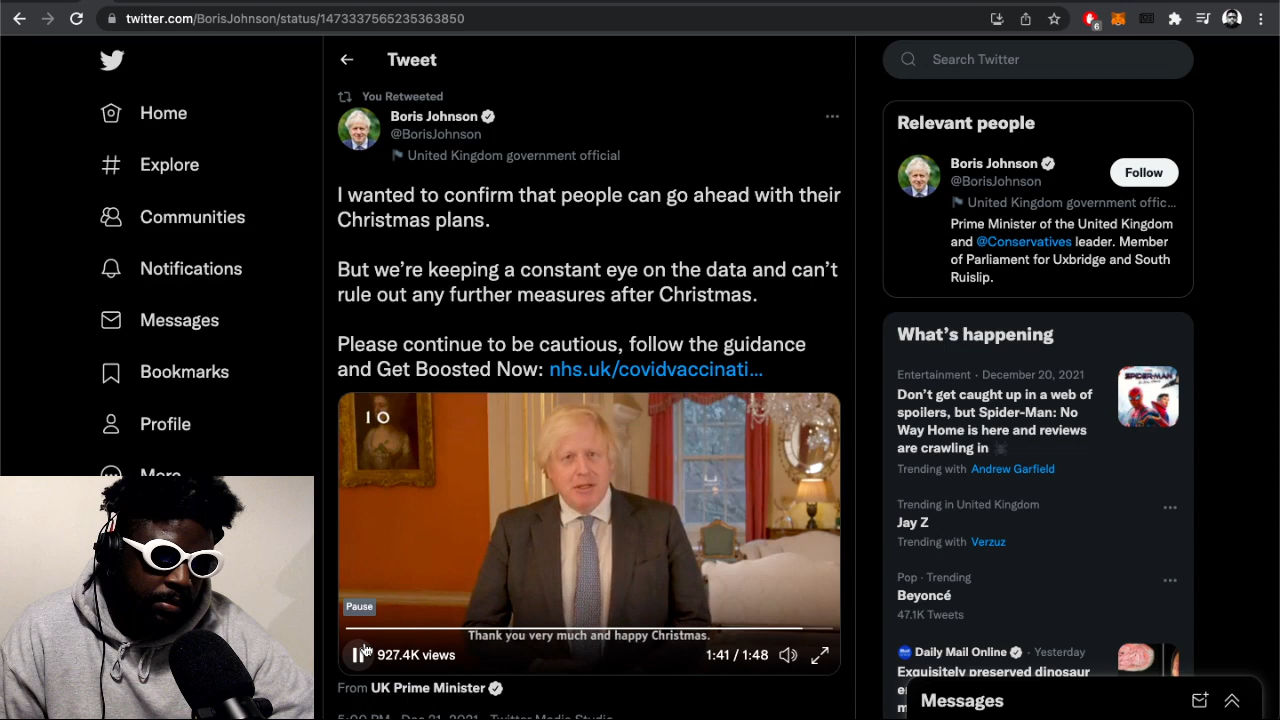 twitter.com/BorisJohnson/status/1473337565235363850
6
Home
Explore
Communities
Notifications
Messages
Bookmarks
Profile
More
Tweet
You Retweeted
Boris Johnson
@BorisJohnson
United Kingdom government official
I wanted to confirm that people can go ahead with their
Christmas plans.
But we’re keeping a constant eye on the data and can’t
rule out any further measures after Christmas.
Please continue to be cautious, follow the guidance
and Get Boosted Now: nhs.uk/covidvaccinati…
10
Pause
Thank you very much and happy Christmas.
927.4K views
1:41 / 1:48
From UK Prime Minister
5:00 PM · Dec 21, 2021 · Twitter Media Studio
Search Twitter
Relevant people
Boris Johnson
@BorisJohnson
Follow
United Kingdom government offic...
Prime Minister of the United Kingdom
and @Conservatives leader. Member
of Parliament for Uxbridge and South
Ruislip.
What’s happening
Entertainment · December 20, 2021
Don’t get caught up in a web of
spoilers, but Spider-Man: No
Way Home is here and reviews
are crawling in
Trending with Andrew Garfield
SPIDER-MAN
Trending in United Kingdom
Jay Z
Trending with Verzuz
Pop · Trending
Beyoncé
47.1K Tweets
Daily Mail Online · Yesterday
Exquisitely preserved dinosaur
Messages